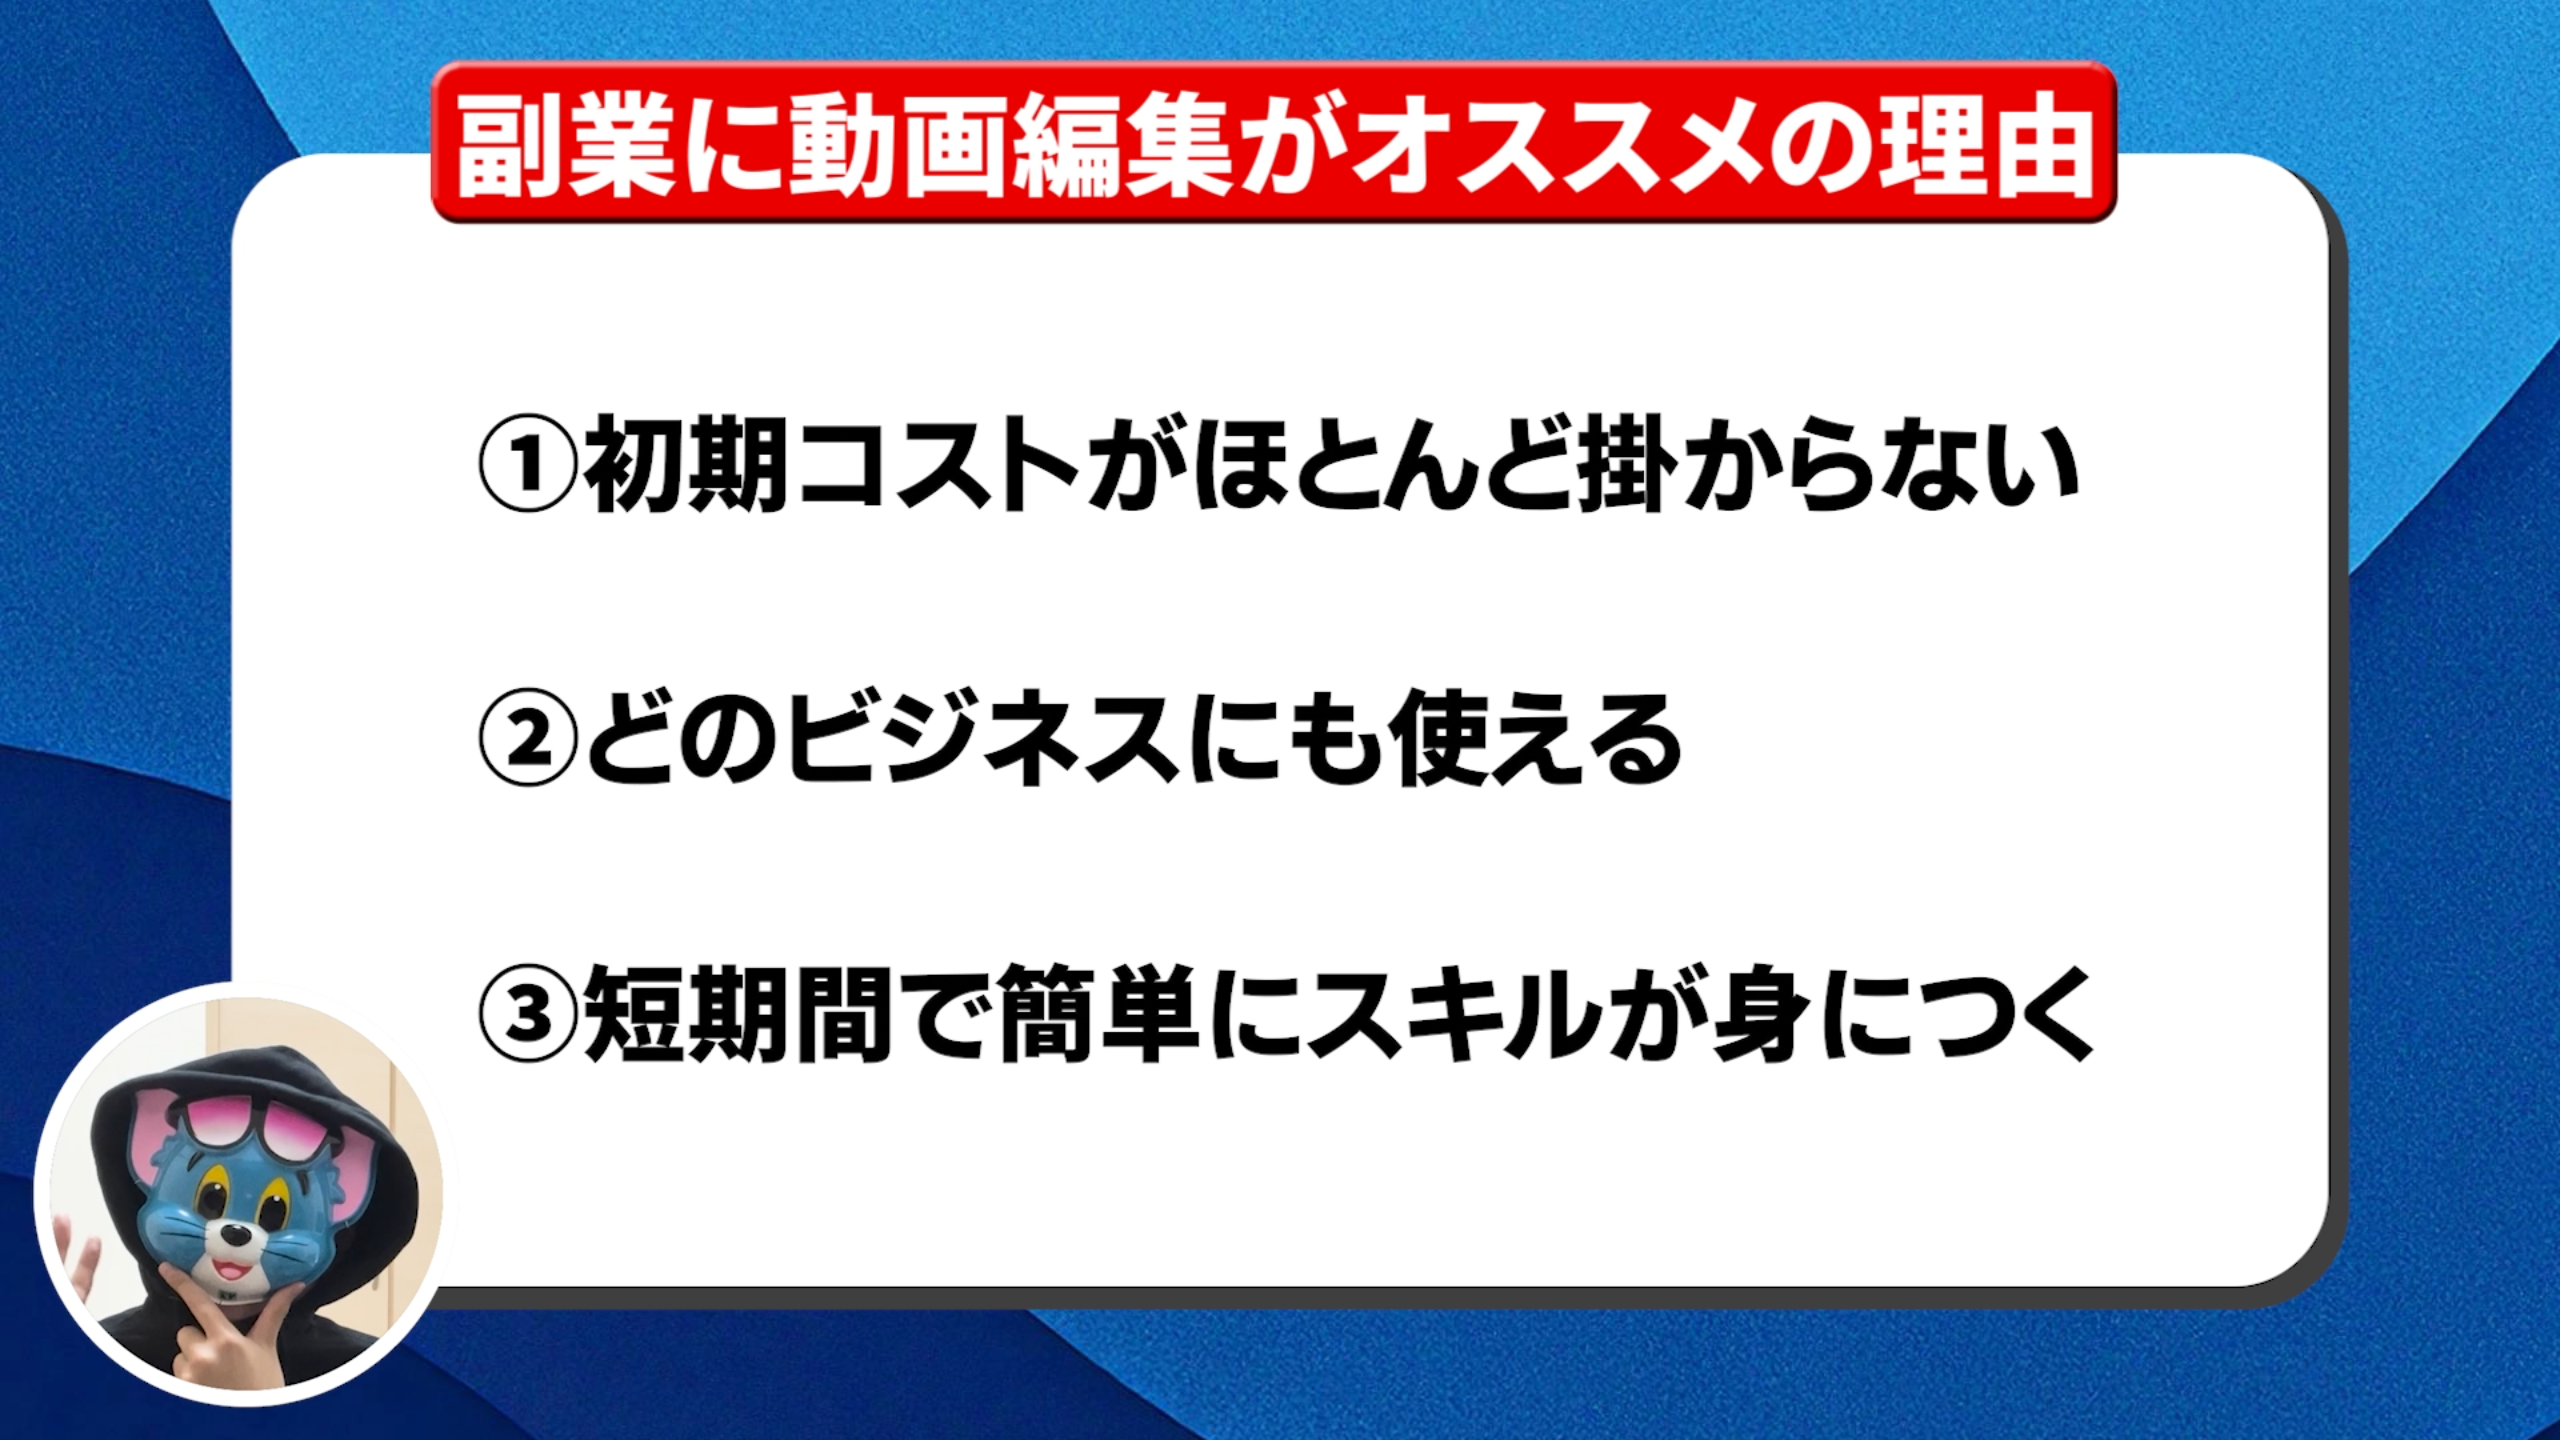 副業に動画編集がオススメの理由
①初期コストがほとんど掛からない
②どのビジネスにも使える
③短期間で簡単にスキルが身につく